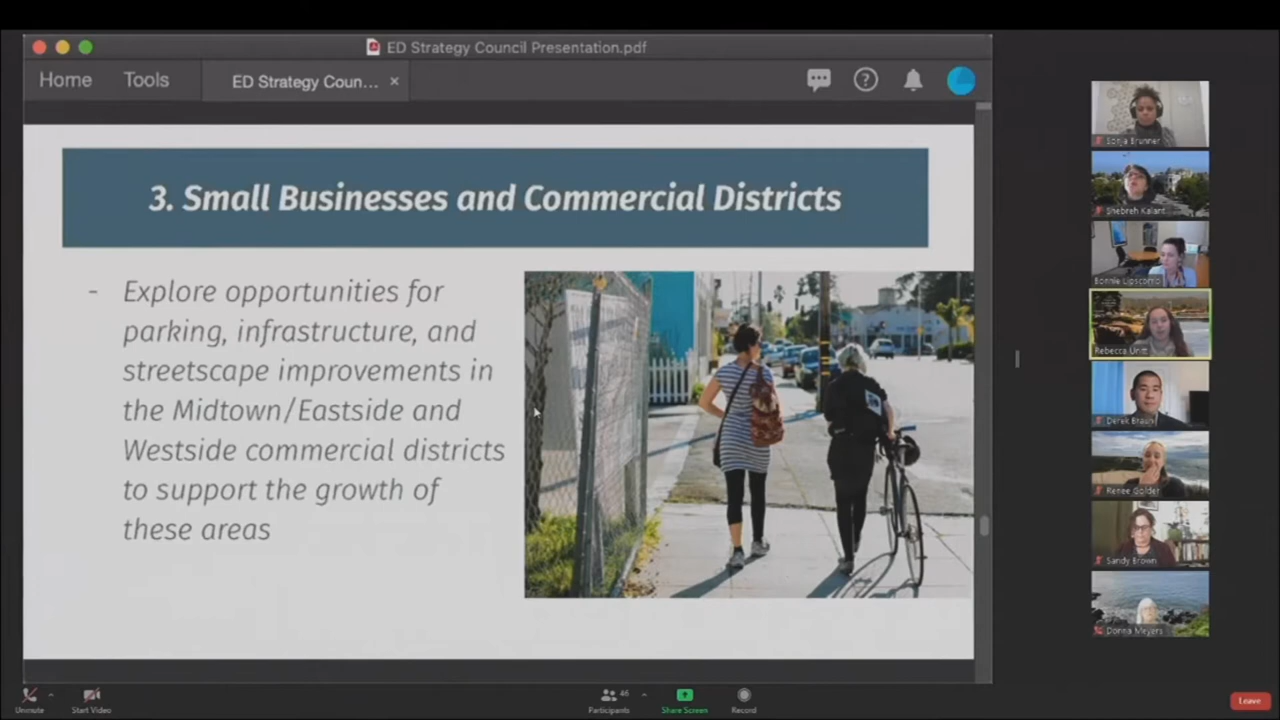 ED Strategy Council Presentation.pdf
Home
Tools
ED Strategy Coun... ×
?
3. Small Businesses and Commercial Districts
- Explore opportunities for
parking, infrastructure, and
streetscape improvements in
the Midtown/Eastside and
Westside commercial districts
to support the growth of
these areas
Sonja Brunner
Shebreh Kalant
Bonnie Lipscomb
Rebecca Unitt
Derek Braun
Renee Golder
Sandy Brown
Donna Meyers
Unmute
Start Video
46
Participants
Share Screen
Record
Leave